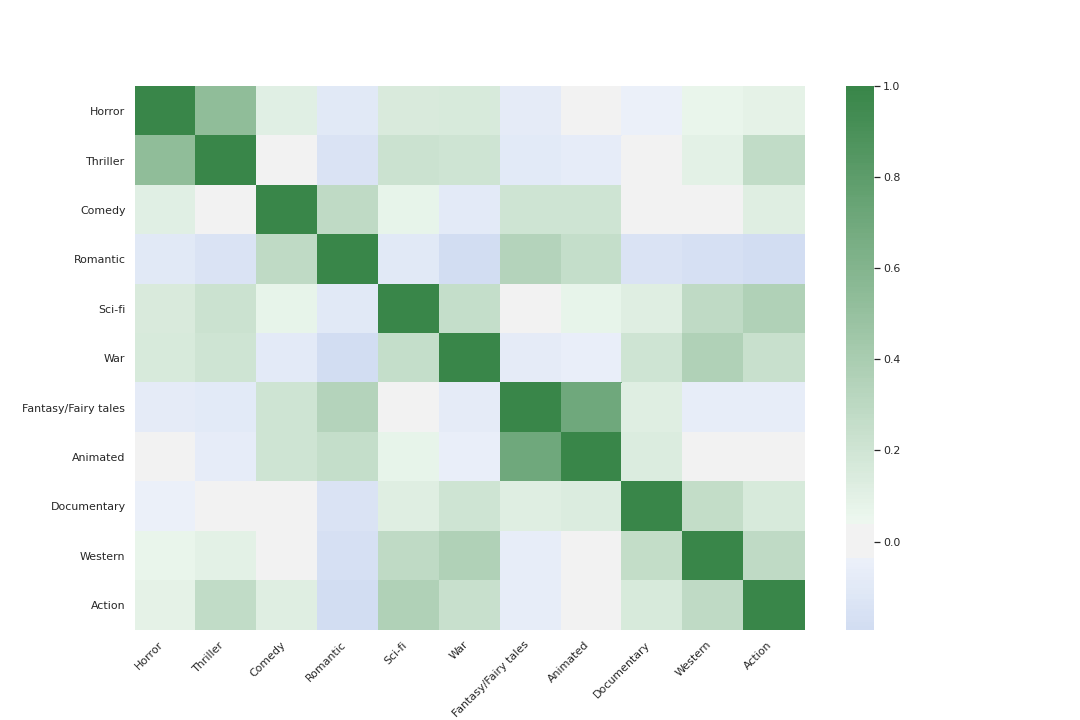 Horror
Thriller
Comedy
Romantic
Sci-fi
War
Fantasy/Fairy tales
Animated
Documentary
Western
Action
1.0
0.8
0.6
0.4
0.2
0.0
Horror
Thriller
Comedy
Romantic
Sci-fi
War
Fantasy/Fairy tales
Animated
Documentary
Western
Action